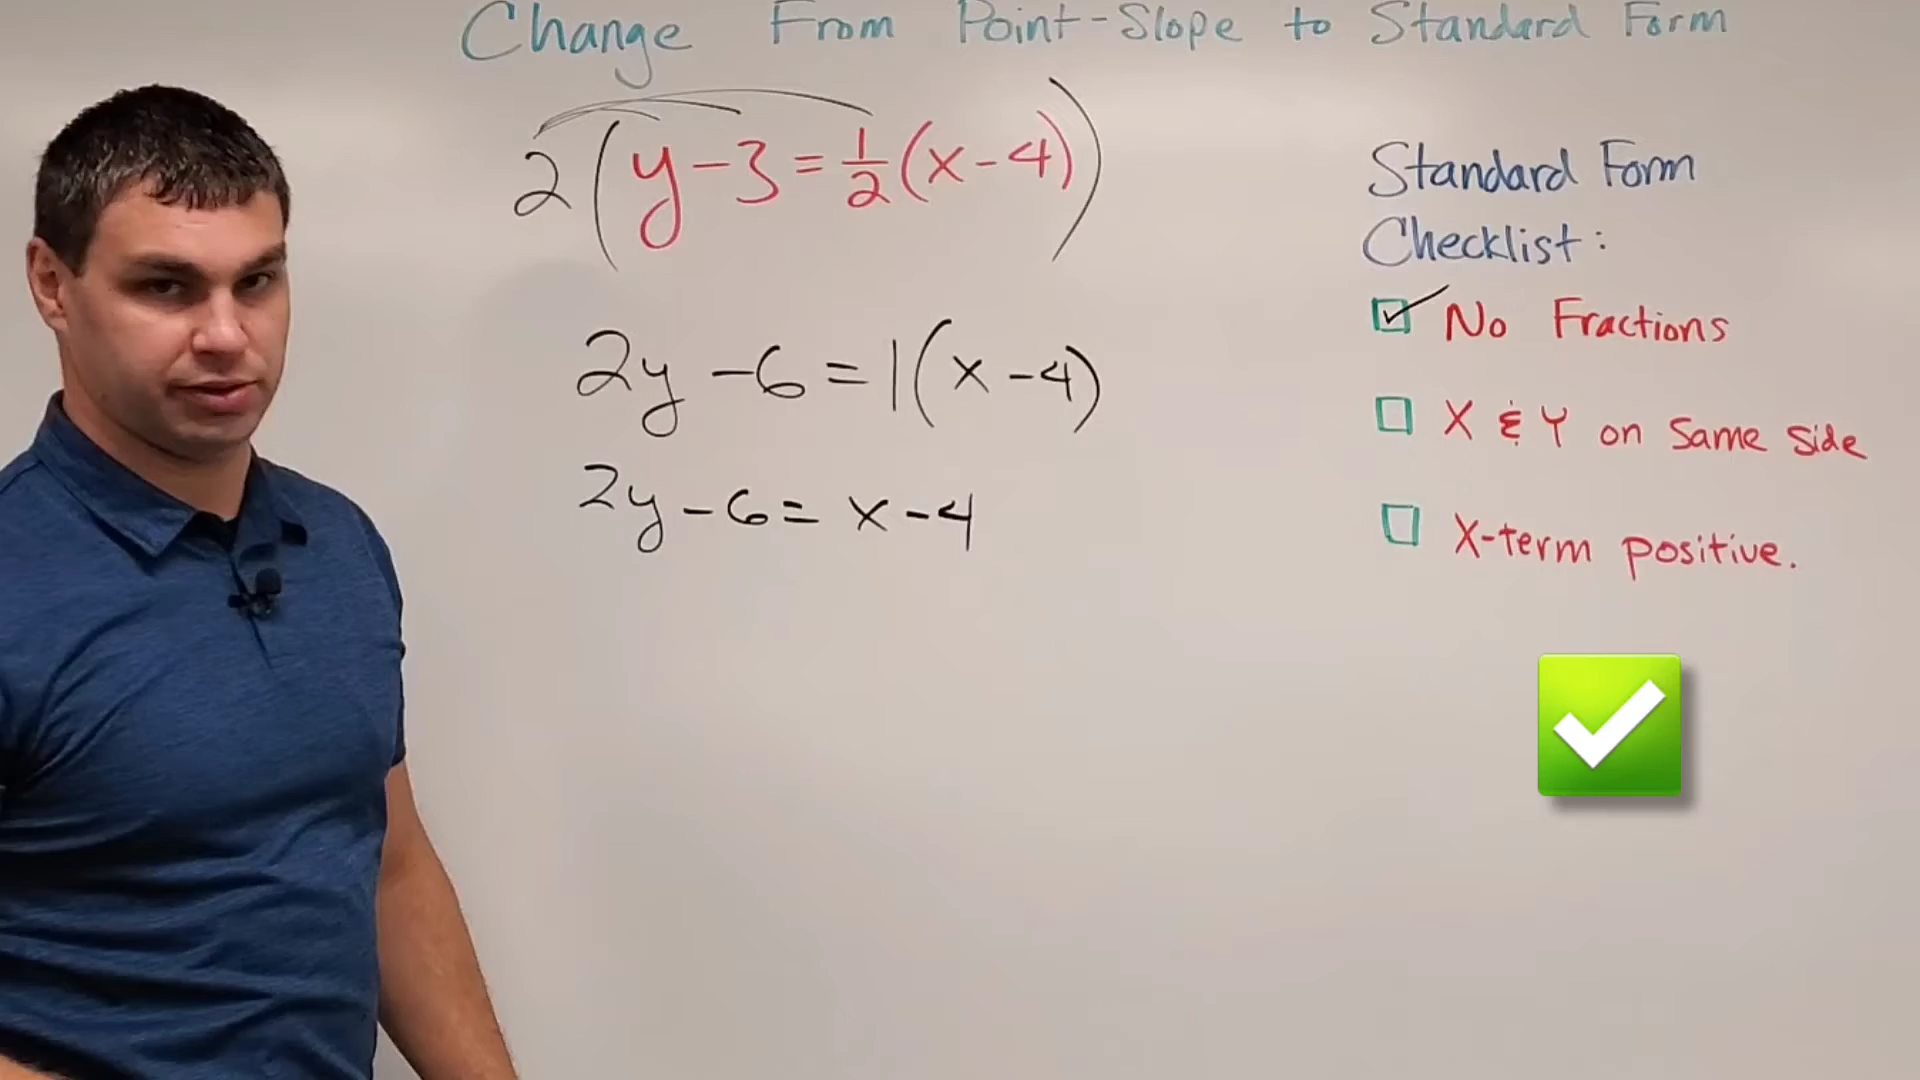 Change From Point-Slope to Standard Form
2(y-3=1/2(x-4))
2y-6=1(x-4)
2y-6=x-4
Standard Form
Checklist:
No Fractions
X & Y on Same Side
X-term positive.